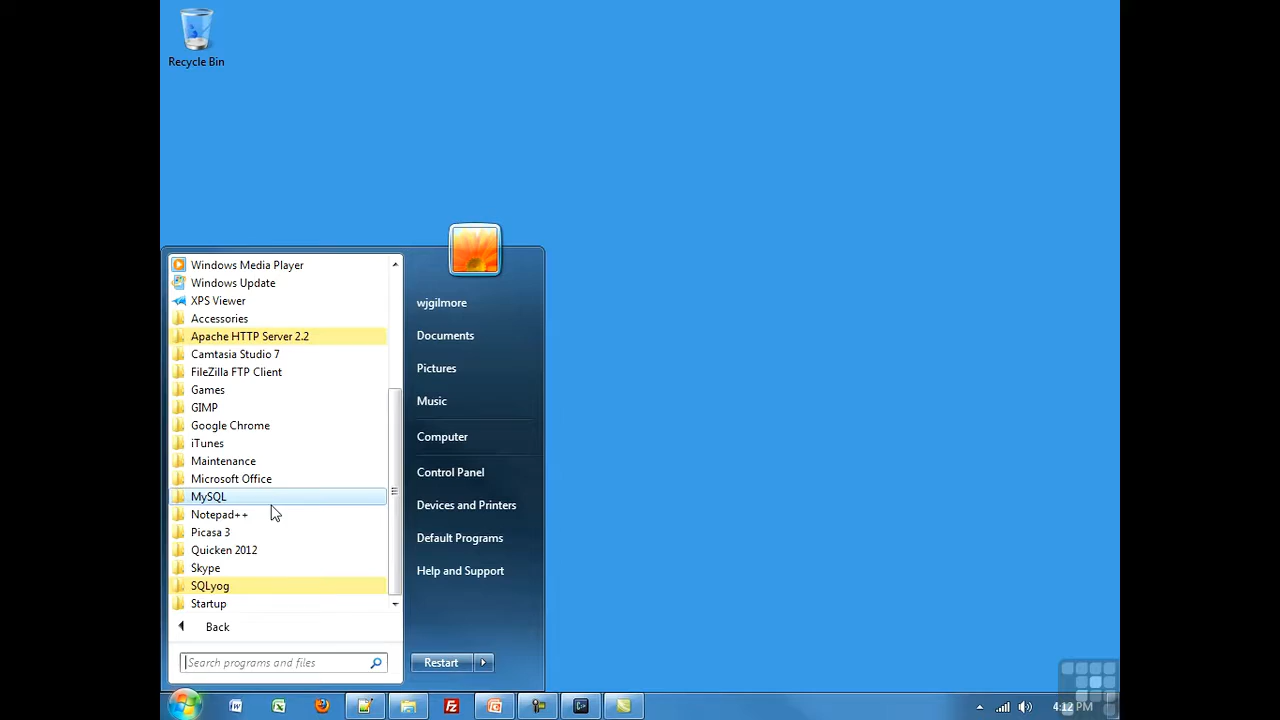 Recycle Bin
Windows Media Player
Windows Update
XPS Viewer
Accessories
Apache HTTP Server 2.2
Camtasia Studio 7
FileZilla FTP Client
Games
GIMP
Google Chrome
iTunes
Maintenance
Microsoft Office
MySQL
Notepad++
Picasa 3
Quicken 2012
Skype
SQLyog
Startup
Back
Search programs and files
wjgilmore
Documents
Pictures
Music
Computer
Control Panel
Devices and Printers
Default Programs
Help and Support
Restart
4:12 PM